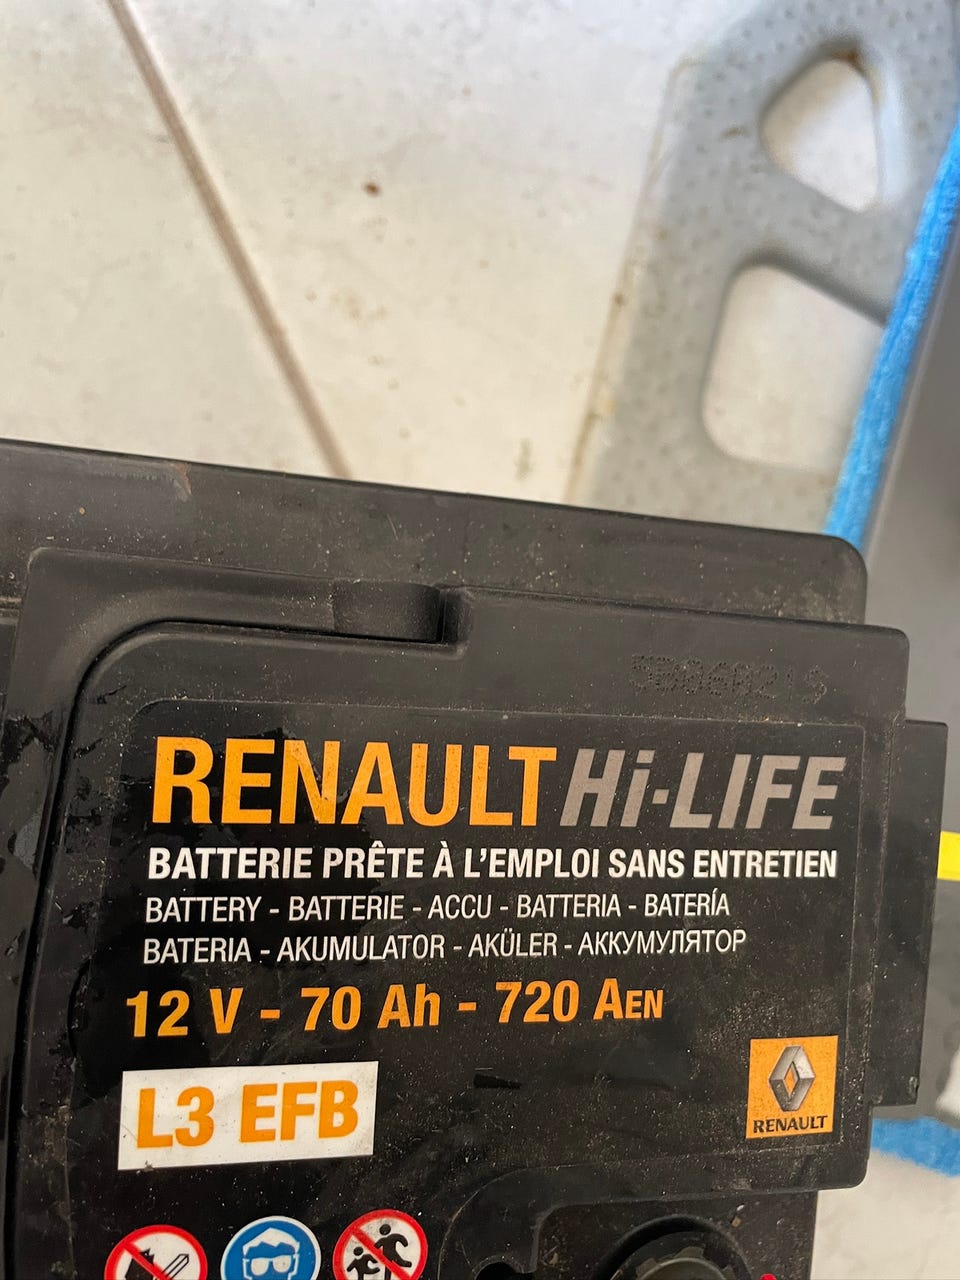 RENAULT Hi-LIFE
BATTERIE PRÊTE À L'EMPLOI SANS ENTRETIEN
BATTERY - BATTERIE - ACCU - BATTERIA - BATERÍA
BATERIA - AKUMULATOR - AKÜLER - АККУМУЛЯТОР
12 V - 70 Ah - 720 AEN
L3 EFB
RENAULT